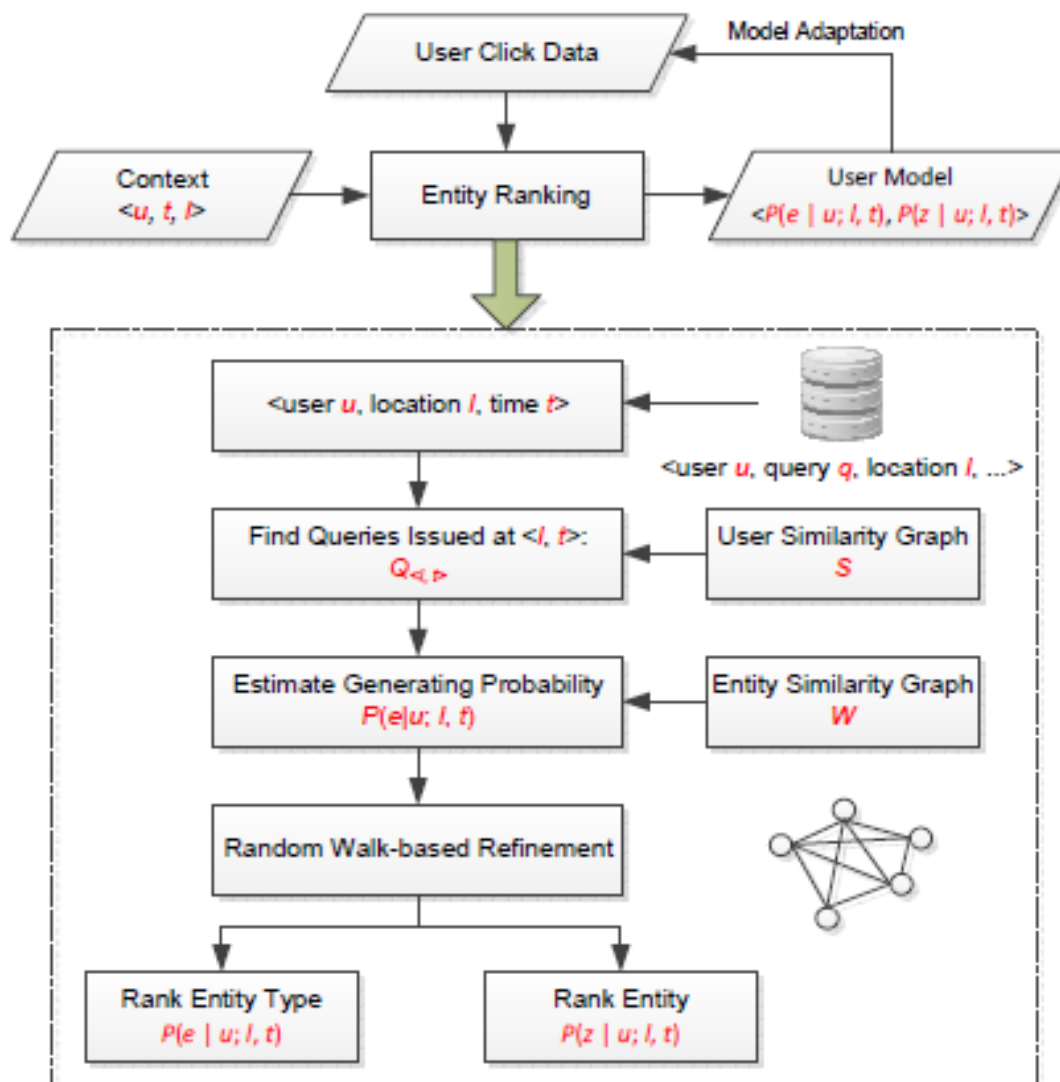 Model Adaptation
User Click Data
Context
<u, t, l>
Entity Ranking
User Model
<P(e | u; l, t), P(z | u; l, t)>
<user u, location l, time t>
<user u, query q, location l, ...>
Find Queries Issued at <l, t>:
Q<l, t>
User Similarity Graph
S
Estimate Generating Probability
P(e|u; l, t)
Entity Similarity Graph
W
Random Walk-based Refinement
Rank Entity Type
P(e | u; l, t)
Rank Entity
P(z | u; l, t)